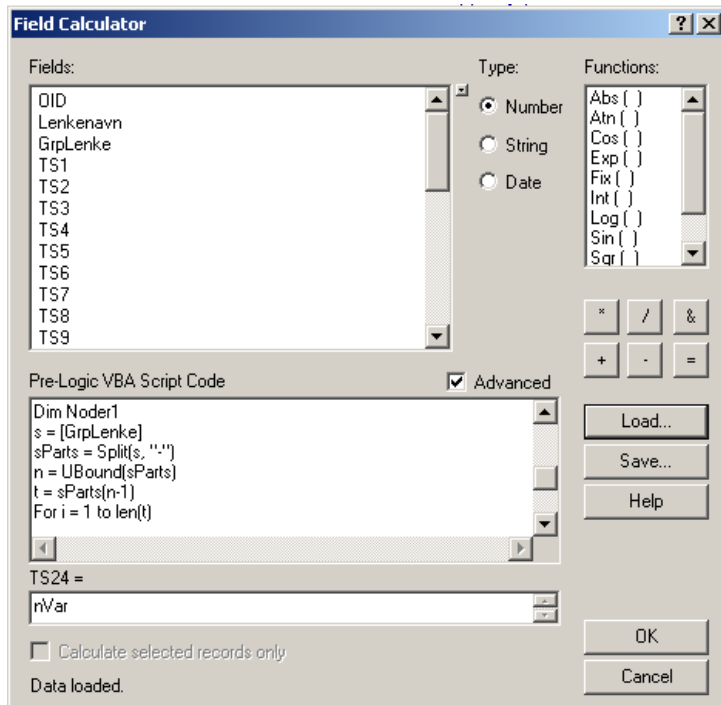 Field Calculator
Fields:
Type:
Functions:
OID
Lenkenavn
GrpLenke
TS1
TS2
TS3
TS4
TS5
TS6
TS7
TS8
TS9
Number
String
Date
Abs ( )
Atn ( )
Cos ( )
Exp ( )
Fix ( )
Int ( )
Log ( )
Sin ( )
Sqr ( )
* / &
+ - =
Pre-Logic VBA Script Code
Advanced
Dim Noder1
s = [GrpLenke]
sParts = Split(s, "-")
n = UBound(sParts)
t = sParts(n-1)
For i = 1 to len(t)
Load...
Save...
Help
TS24 =
nVar
Calculate selected records only
Data loaded.
OK
Cancel